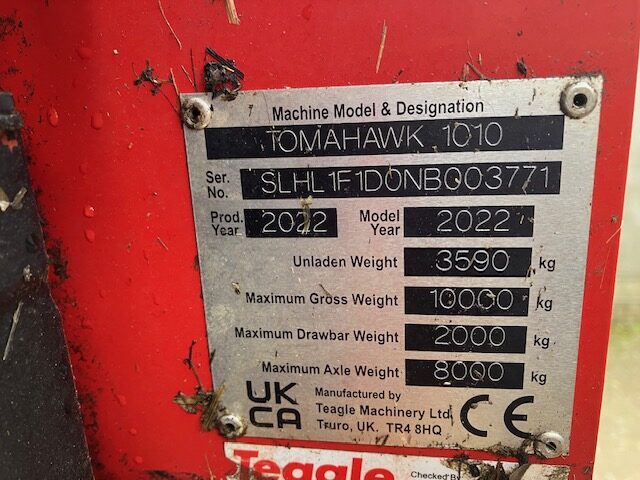 Machine Model & Designation
TOMAHAWK 1010
Ser. No. SLHL1F1D0NB003771
Prod. Year 2022 Model Year 2022
Unladen Weight 3590 kg
Maximum Gross Weight 10000 kg
Maximum Drawbar Weight 2000 kg
Maximum Axle Weight 8000 kg
UK CA Manufactured by
Teagle Machinery Ltd
Truro, UK. TR4 8HQ
CE
Teagle Checked By